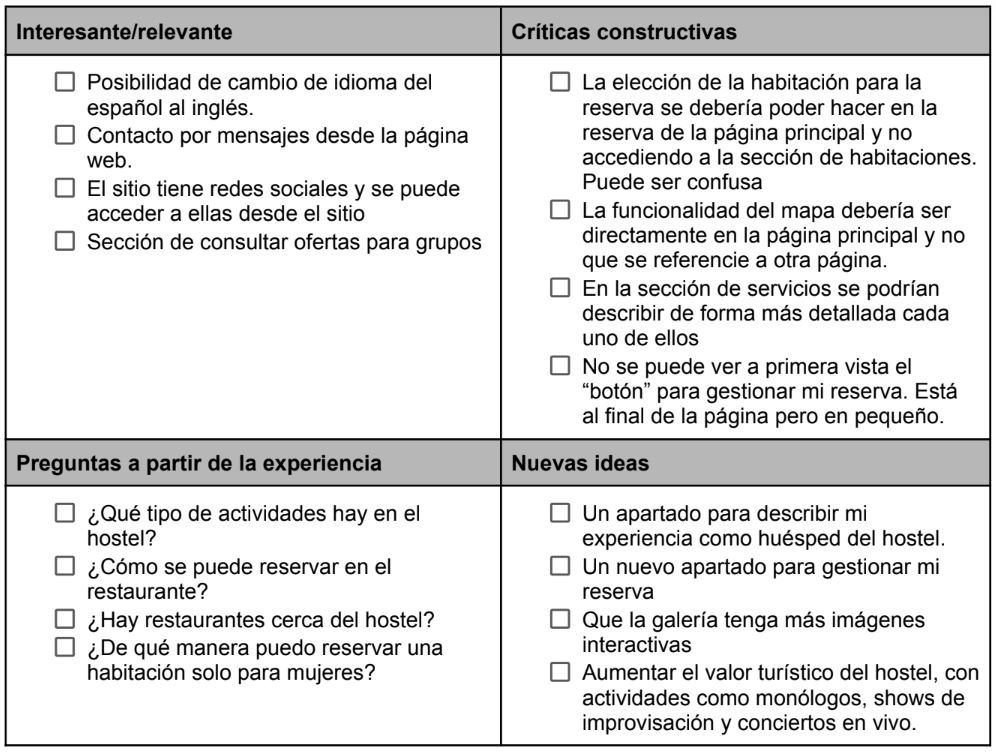 Interesante/relevante
Posibilidad de cambio de idioma del
español al inglés.
Contacto por mensajes desde la página
web.
El sitio tiene redes sociales y se puede
acceder a ellas desde el sitio
Sección de consultar ofertas para grupos
Críticas constructivas
La elección de la habitación para la
reserva se debería poder hacer en la
reserva de la página principal y no
accediendo a la sección de habitaciones.
Puede ser confusa
La funcionalidad del mapa debería ser
directamente en la página principal y no
que se referencie a otra página.
En la sección de servicios se podrían
describir de forma más detallada cada
uno de ellos
No se puede ver a primera vista el
“botón” para gestionar mi reserva. Está
al final de la página pero en pequeño.
Preguntas a partir de la experiencia
¿Qué tipo de actividades hay en el
hostel?
¿Cómo se puede reservar en el
restaurante?
¿Hay restaurantes cerca del hostel?
¿De qué manera puedo reservar una
habitación solo para mujeres?
Nuevas ideas
Un apartado para describir mi
experiencia como huésped del hostel.
Un nuevo apartado para gestionar mi
reserva
Que la galería tenga más imágenes
interactivas
Aumentar el valor turístico del hostel, con
actividades como monólogos, shows de
improvisación y conciertos en vivo.